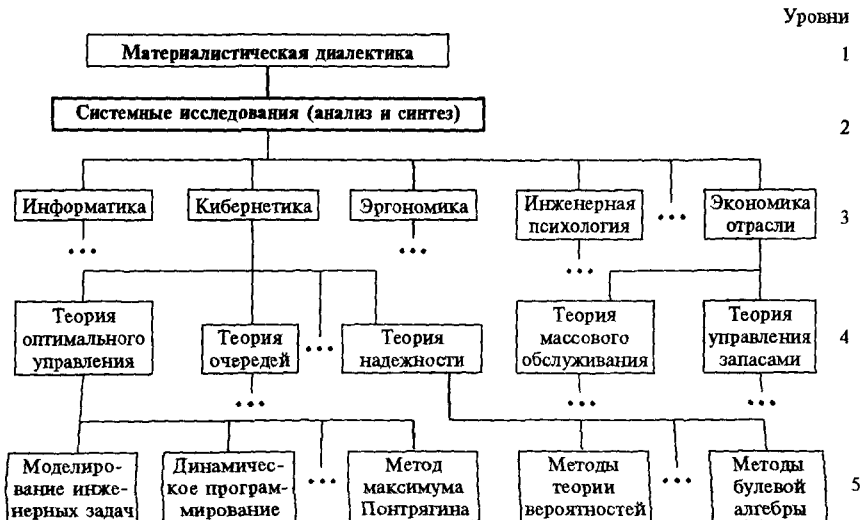 Уровни
Материалистическая диалектика
1
Системные исследования (анализ и синтез)
2
Информатика
Кибернетика
Эргономика
Инженерная
психология
...
Экономика
отрасли
3
...
...
...
Теория
оптимального
управления
Теория
очередей
...
Теория
надежности
Теория
массового
обслуживания
Теория
управления
запасами
4
...
...
...
Моделиро-
вание инже-
нерных задач
Динамичес-
кое програм-
мирование
...
Метод
максимума
Понтрягина
Методы
теории
вероятностей
...
Методы
булевой
алгебры
5